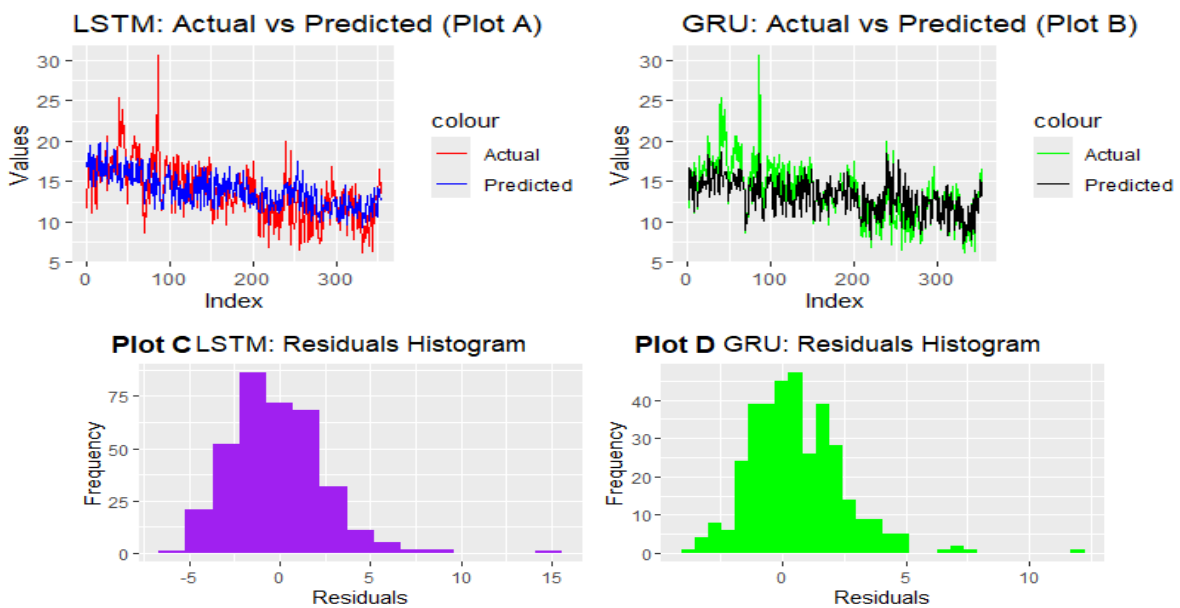 LSTM: Actual vs Predicted (Plot A)
30
25
20
15
10
5
Values
0
100
200
300
Index
colour
Actual
Predicted
GRU: Actual vs Predicted (Plot B)
30
25
20
15
10
5
Values
0
100
200
300
Index
colour
Actual
Predicted
Plot C LSTM: Residuals Histogram
75
50
25
0
Frequency
-5
0
5
10
15
Residuals
Plot D GRU: Residuals Histogram
40
30
20
10
0
Frequency
0
5
10
Residuals